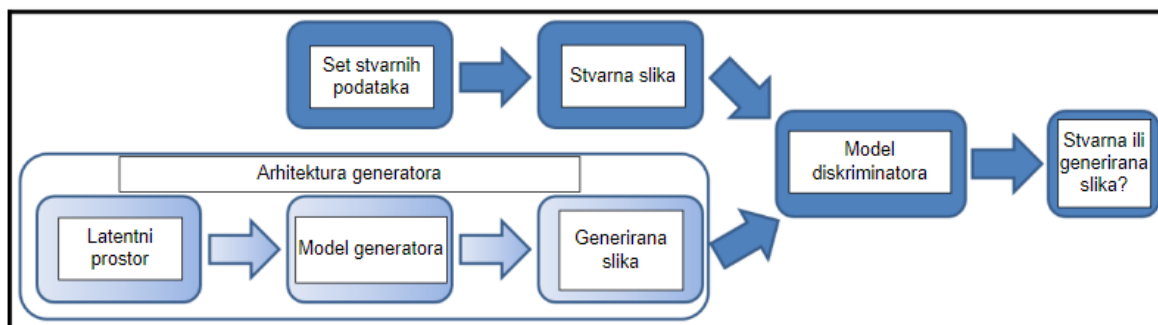 Set stvarnih
podataka
Stvarna slika
Model
diskriminatora
Stvarna ili
generirana
slika?
Arhitektura generatora
Latentni
prostor
Model generatora
Generirana
slika